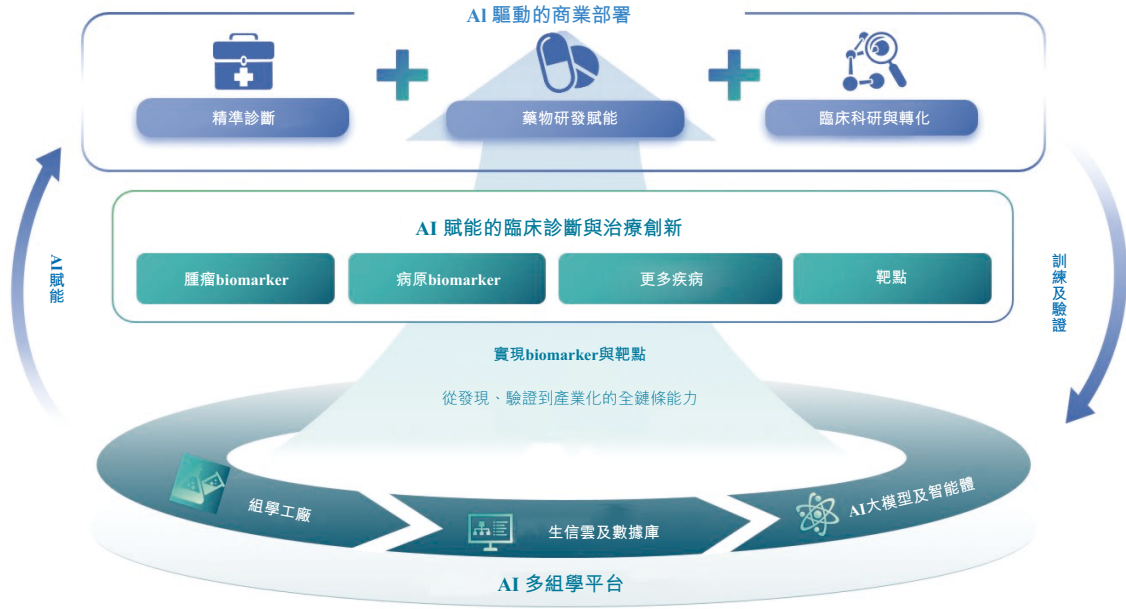 AI 驅動的商業部署
精準診斷
藥物研發賦能
臨床科研與轉化
AI 賦能的臨床診斷與治療創新
腫瘤biomarker
病原biomarker
更多疾病
靶點
AI賦能
訓練及驗證
實現biomarker與靶點
從發現、驗證到產業化的全鏈條能力
組學工廠
生信雲及數據庫
AI大模型及智能體
AI 多組學平台